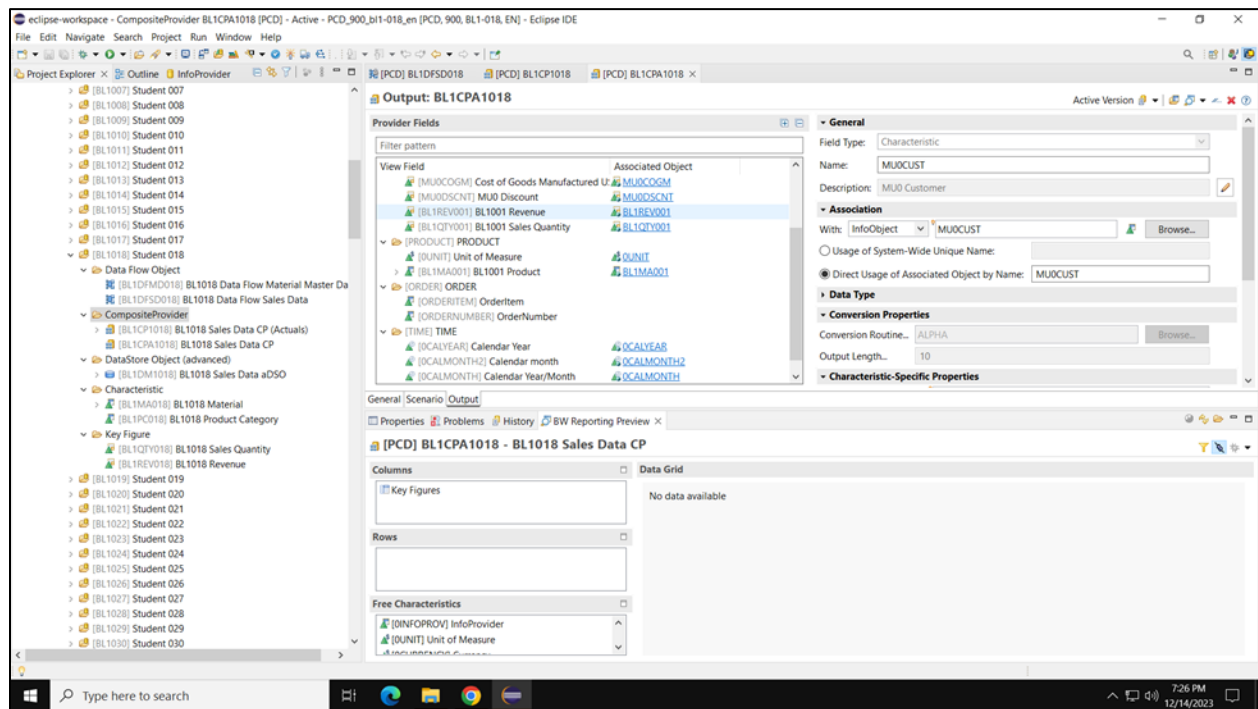 eclipse-workspace - CompositeProvider BL1CPA1018 [PCD] - Active - PCD_900_bl1-018_en [PCD, 900, BL1-018, EN] - Eclipse IDE
File Edit Navigate Search Project Run Window Help
Project Explorer Outline InfoProvider
[BL1007] Student 007
[BL1008] Student 008
[BL1009] Student 009
[BL1010] Student 010
[BL1011] Student 011
[BL1012] Student 012
[BL1013] Student 013
[BL1014] Student 014
[BL1015] Student 015
[BL1016] Student 016
[BL1017] Student 017
[BL1018] Student 018
Data Flow Object
[BL1DFMD018] BL1018 Data Flow Material Master Da
[BL1DFSD018] BL1018 Data Flow Sales Data
CompositeProvider
[BL1CP1018] BL1018 Sales Data CP (Actuals)
[BL1CPA1018] BL1018 Sales Data CP
DataStore Object (advanced)
[BL1DM1018] BL1018 Sales Data aDSO
Characteristic
[BL1MA018] BL1018 Material
[BL1PC018] BL1018 Product Category
Key Figure
[BL1QTY018] BL1018 Sales Quantity
[BL1REV018] BL1018 Revenue
[BL1019] Student 019
[BL1020] Student 020
[BL1021] Student 021
[BL1022] Student 022
[BL1023] Student 023
[BL1024] Student 024
[BL1025] Student 025
[BL1026] Student 026
[BL1027] Student 027
[BL1028] Student 028
[BL1029] Student 029
[BL1030] Student 030
[PCD] BL1DFSD018 [PCD] BL1CP1018 [PCD] BL1CPA1018
Output: BL1CPA1018
Active Version
Provider Fields
Filter pattern
View Field Associated Object
[MU0COGM] Cost of Goods Manufactured U: MU0COGM
[MU0DSCNT] MU0 Discount MU0DSCNT
[BL1REV001] BL1001 Revenue BL1REV001
[BL1QTY001] BL1001 Sales Quantity BL1QTY001
[PRODUCT] PRODUCT
[0UNIT] Unit of Measure 0UNIT
[BL1MA001] BL1001 Product BL1MA001
[ORDER] ORDER
[ORDERITEM] OrderItem
[ORDERNUMBER] OrderNumber
[TIME] TIME
[0CALYEAR] Calendar Year 0CALYEAR
[0CALMONTH2] Calendar month 0CALMONTH2
[0CALMONTH] Calendar Year/Month 0CALMONTH
General Scenario Output
General
Field Type: Characteristic
Name: MU0CUST
Description: MU0 Customer
Association
With: InfoObject MU0CUST Browse...
Usage of System-Wide Unique Name:
Direct Usage of Associated Object by Name: MU0CUST
Data Type
Conversion Properties
Conversion Routine... ALPHA Browse...
Output Length... 10
Characteristic-Specific Properties
Properties Problems History BW Reporting Preview
[PCD] BL1CPA1018 - BL1018 Sales Data CP
Columns
Key Figures
Rows
Free Characteristics
[0INFOPROV] InfoProvider
[0UNIT] Unit of Measure
Data Grid
No data available
Type here to search
7:26 PM
12/14/2023